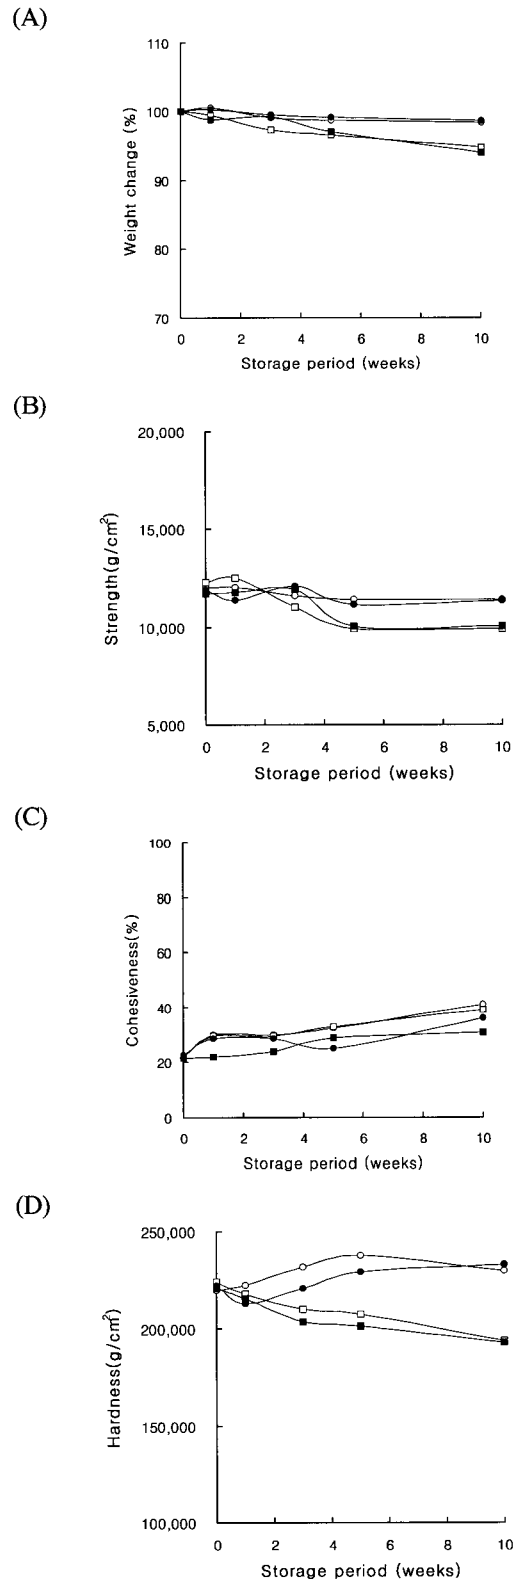 (A)
110
100
90
80
70
Weight change (%)
0 2 4 6 8 10
Storage period (weeks)
(B)
20,000
15,000
10,000
5,000
Strength(g/cm²)
0 2 4 6 8 10
Storage period (weeks)
(C)
100
80
60
40
20
0
Cohesiveness(%)
0 2 4 6 8 10
Storage period (weeks)
(D)
250,000
200,000
150,000
100,000
Hardness(g/cm²)
0 2 4 6 8 10
Storage period (weeks)